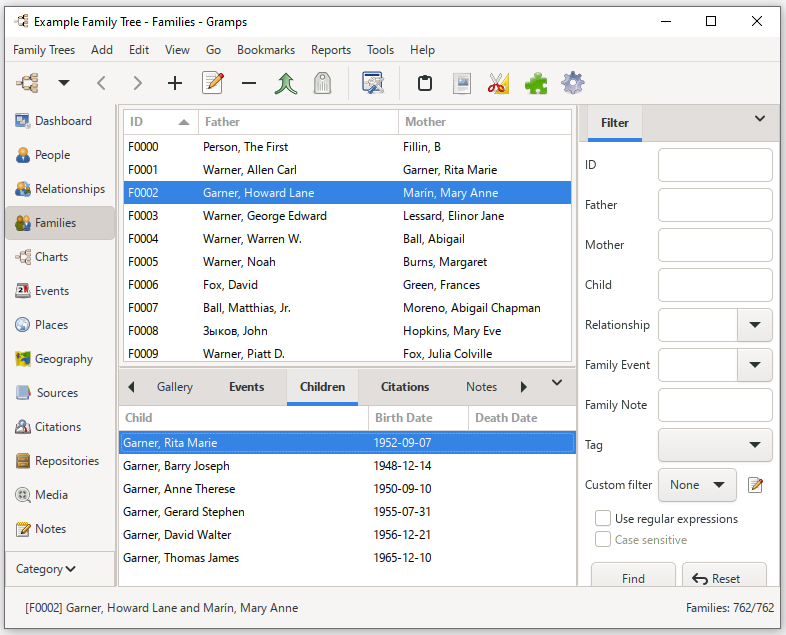 Example Family Tree - Families - Gramps
Family Trees Add Edit View Go Bookmarks Reports Tools Help
Dashboard
People
Relationships
Families
Charts
Events
Places
Geography
Sources
Citations
Repositories
Media
Notes
Category
ID Father Mother
F0000 Person, The First Fillin, B
F0001 Warner, Allen Carl Garner, Rita Marie
F0002 Garner, Howard Lane Marín, Mary Anne
F0003 Warner, George Edward Lessard, Elinor Jane
F0004 Warner, Warren W. Ball, Abigail
F0005 Warner, Noah Burns, Margaret
F0006 Fox, David Green, Frances
F0007 Ball, Matthias, Jr. Moreno, Abigail Chapman
F0008 Зыков, John Hopkins, Mary Eve
F0009 Warner, Piatt D. Fox, Julia Colville
Gallery Events Children Citations Notes
Child Birth Date Death Date
Garner, Rita Marie 1952-09-07
Garner, Barry Joseph 1948-12-14
Garner, Anne Therese 1950-09-10
Garner, Gerard Stephen 1955-07-31
Garner, David Walter 1956-12-21
Garner, Thomas James 1965-12-10
Filter
ID
Father
Mother
Child
Relationship
Family Event
Family Note
Tag
Custom filter None
Use regular expressions
Case sensitive
Find Reset
[F0002] Garner, Howard Lane and Marín, Mary Anne
Families: 762/762